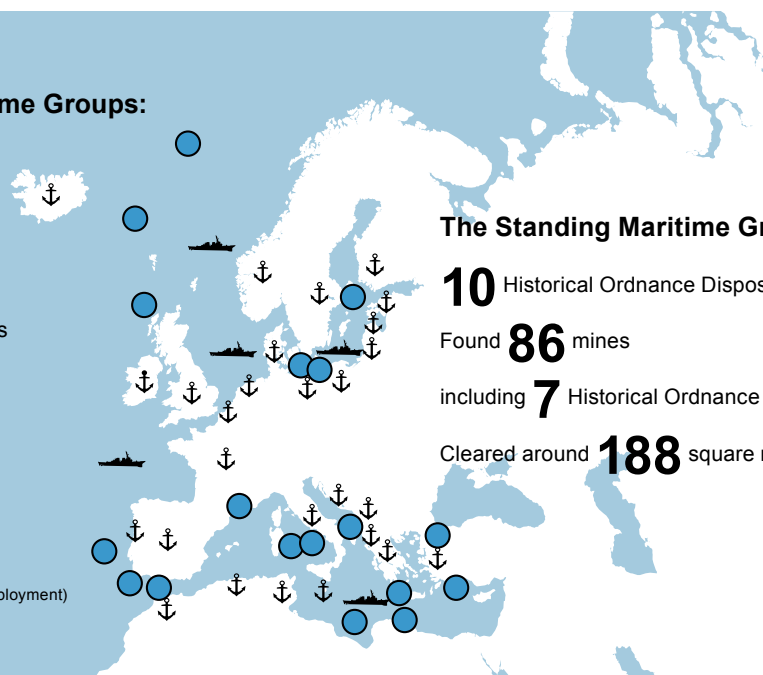 me Groups:
The Standing Maritime Gr
10 Historical Ordnance Dispos
s
Found 86 mines
including 7 Historical Ordnance
Cleared around 188 square
ployment)